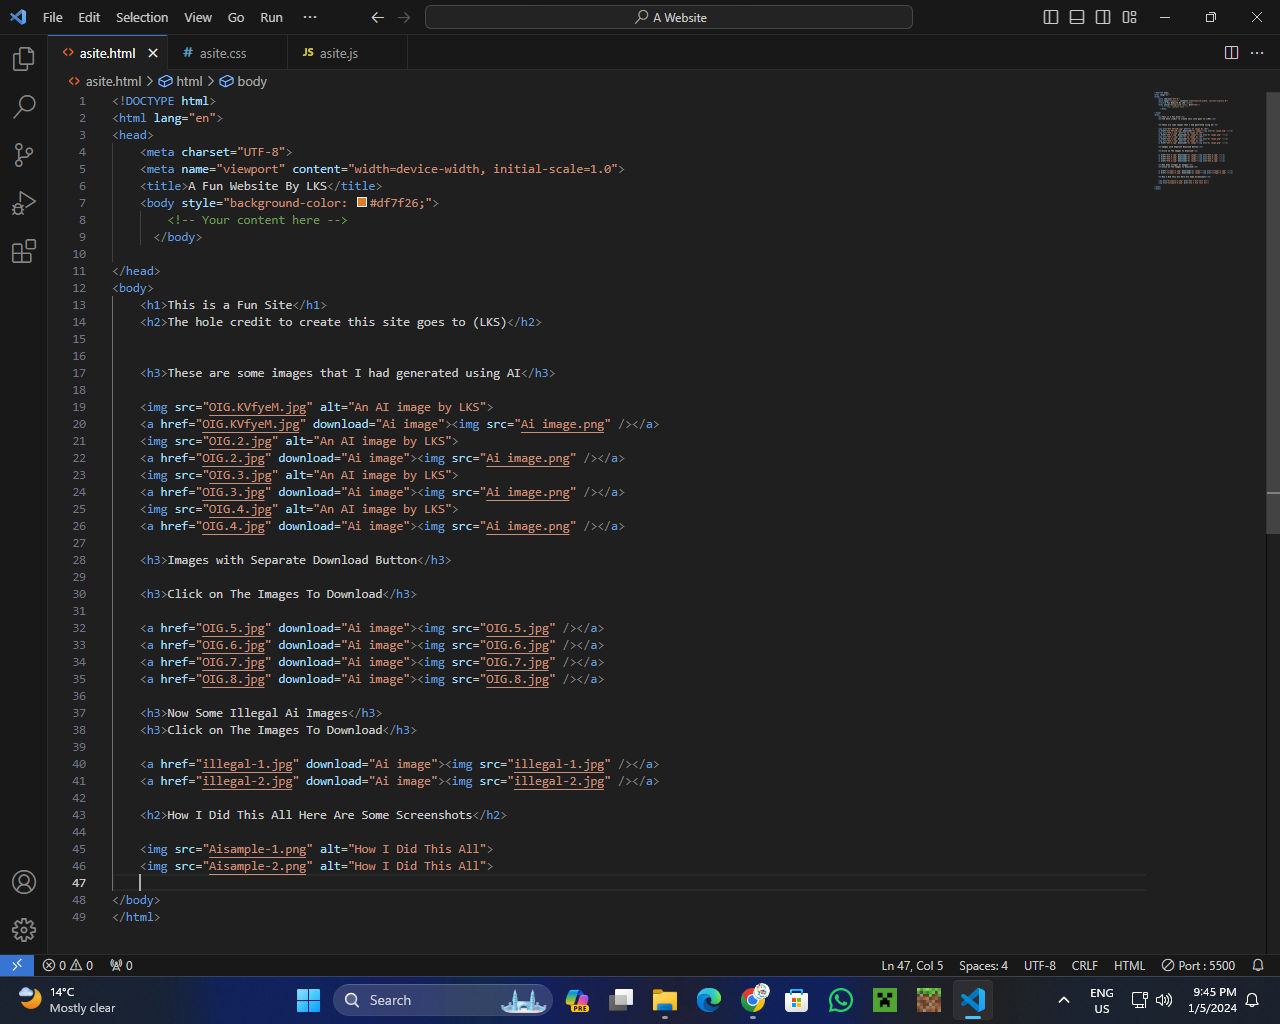 File Edit Selection View Go Run ··· A Website
asite.html # asite.css JS asite.js
asite.html > html > body
1 <!DOCTYPE html>
2 <html lang="en">
3 <head>
4 <meta charset="UTF-8">
5 <meta name="viewport" content="width=device-width, initial-scale=1.0">
6 <title>A Fun Website By LKS</title>
7 <body style="background-color: #df7f26;">
8 <!-- Your content here -->
9 </body>
10
11 </head>
12 <body>
13 <h1>This is a Fun Site</h1>
14 <h2>The hole credit to create this site goes to (LKS)</h2>
15
16
17 <h3>These are some images that I had generated using AI</h3>
18
19 <img src="OIG.KVfyeM.jpg" alt="An AI image by LKS">
20 <a href="OIG.KVfyeM.jpg" download="Ai image"><img src="Ai image.png" /></a>
21 <img src="OIG.2.jpg" alt="An AI image by LKS">
22 <a href="OIG.2.jpg" download="Ai image"><img src="Ai image.png" /></a>
23 <img src="OIG.3.jpg" alt="An AI image by LKS">
24 <a href="OIG.3.jpg" download="Ai image"><img src="Ai image.png" /></a>
25 <img src="OIG.4.jpg" alt="An AI image by LKS">
26 <a href="OIG.4.jpg" download="Ai image"><img src="Ai image.png" /></a>
27
28 <h3>Images with Separate Download Button</h3>
29
30 <h3>Click on The Images To Download</h3>
31
32 <a href="OIG.5.jpg" download="Ai image"><img src="OIG.5.jpg" /></a>
33 <a href="OIG.6.jpg" download="Ai image"><img src="OIG.6.jpg" /></a>
34 <a href="OIG.7.jpg" download="Ai image"><img src="OIG.7.jpg" /></a>
35 <a href="OIG.8.jpg" download="Ai image"><img src="OIG.8.jpg" /></a>
36
37 <h3>Now Some Illegal Ai Images</h3>
38 <h3>Click on The Images To Download</h3>
39
40 <a href="illegal-1.jpg" download="Ai image"><img src="illegal-1.jpg" /></a>
41 <a href="illegal-2.jpg" download="Ai image"><img src="illegal-2.jpg" /></a>
42
43 <h2>How I Did This All Here Are Some Screenshots</h2>
44
45 <img src="Aisample-1.png" alt="How I Did This All">
46 <img src="Aisample-2.png" alt="How I Did This All">
47
48 </body>
49 </html>
0 0 0 Ln 47, Col 5 Spaces: 4 UTF-8 CRLF HTML Port : 5500
14°C
Mostly clear
Search
PRE
ENG
US
9:45 PM
1/5/2024